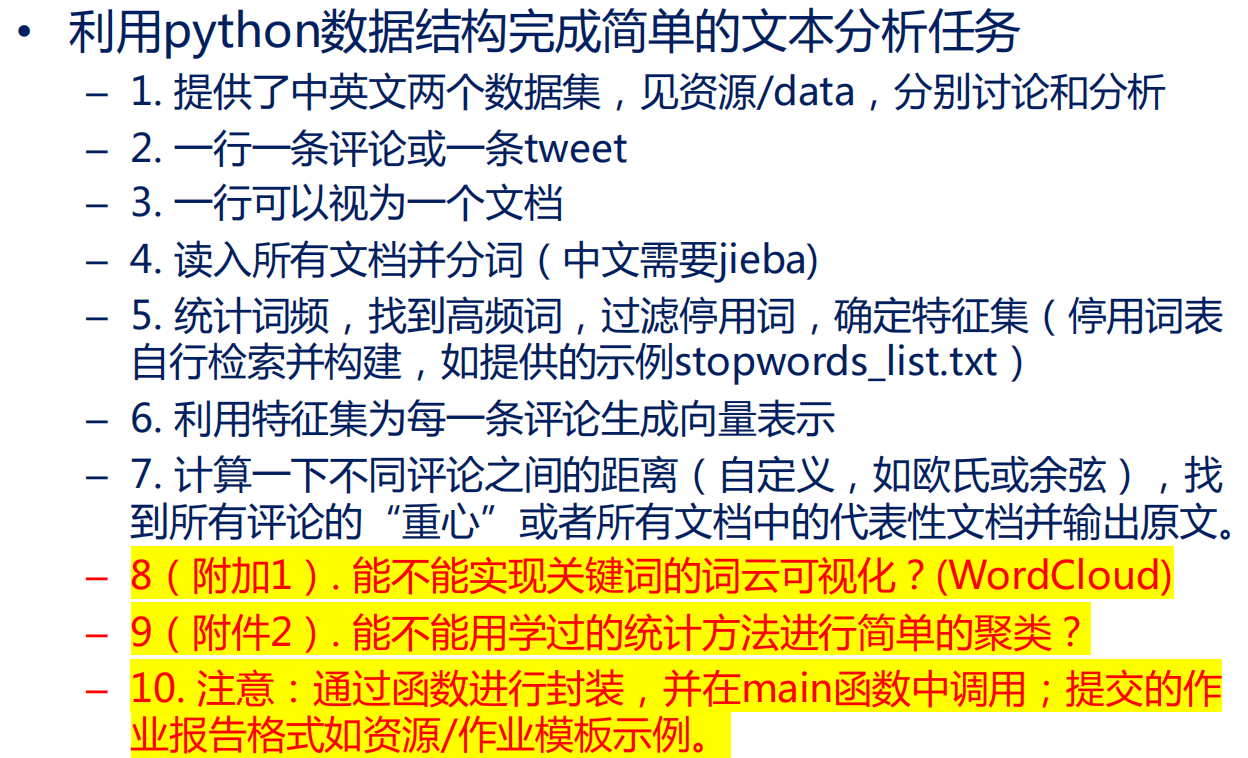 • 利用python数据结构完成简单的文本分析任务
– 1. 提供了中英文两个数据集，见资源/data，分别讨论和分析
– 2. 一行一条评论或一条tweet
– 3. 一行可以视为一个文档
– 4. 读入所有文档并分词（中文需要jieba)
– 5. 统计词频，找到高频词，过滤停用词，确定特征集（停用词表
自行检索并构建，如提供的示例stopwords_list.txt）
– 6. 利用特征集为每一条评论生成向量表示
– 7. 计算一下不同评论之间的距离（自定义，如欧氏或余弦），找
到所有评论的“重心”或者所有文档中的代表性文档并输出原文。
– 8（附加1）. 能不能实现关键词的词云可视化？(WordCloud)
– 9（附件2）. 能不能用学过的统计方法进行简单的聚类？
– 10. 注意：通过函数进行封装，并在main函数中调用；提交的作
业报告格式如资源/作业模板示例。